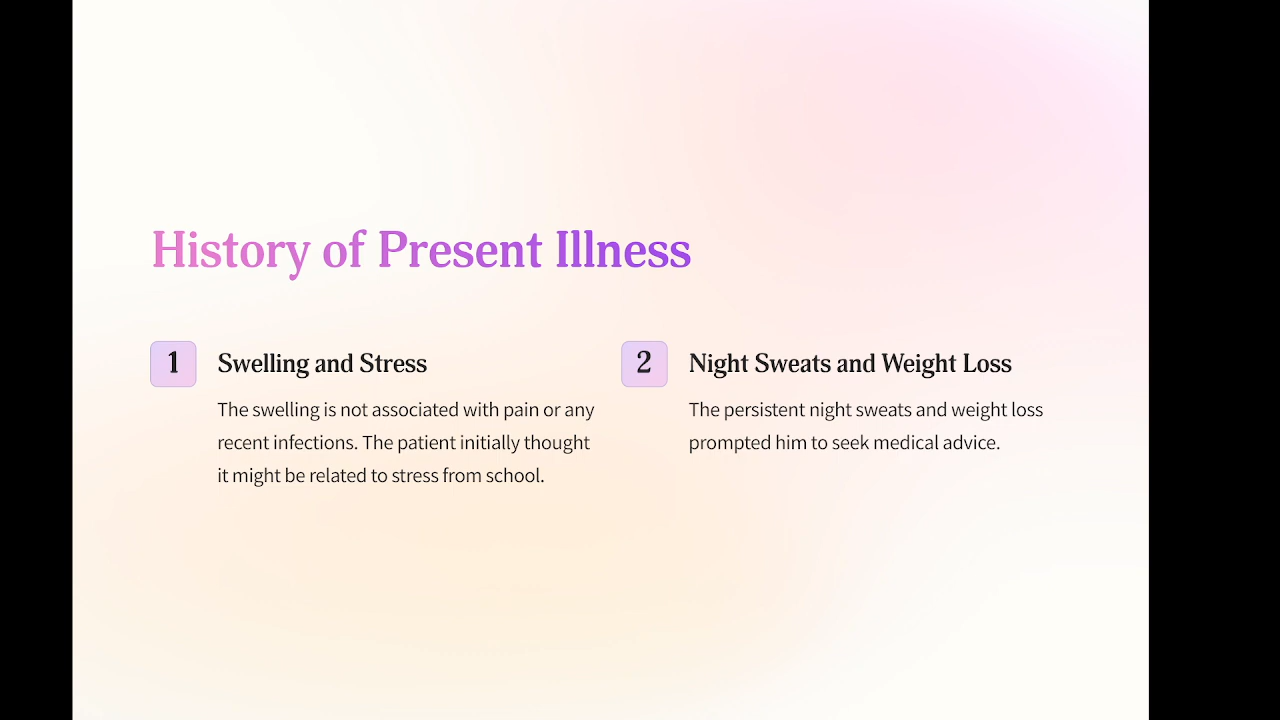 History of Present Illness
1
Swelling and Stress
The swelling is not associated with pain or any
recent infections. The patient initially thought
it might be related to stress from school.
2
Night Sweats and Weight Loss
The persistent night sweats and weight loss
prompted him to seek medical advice.